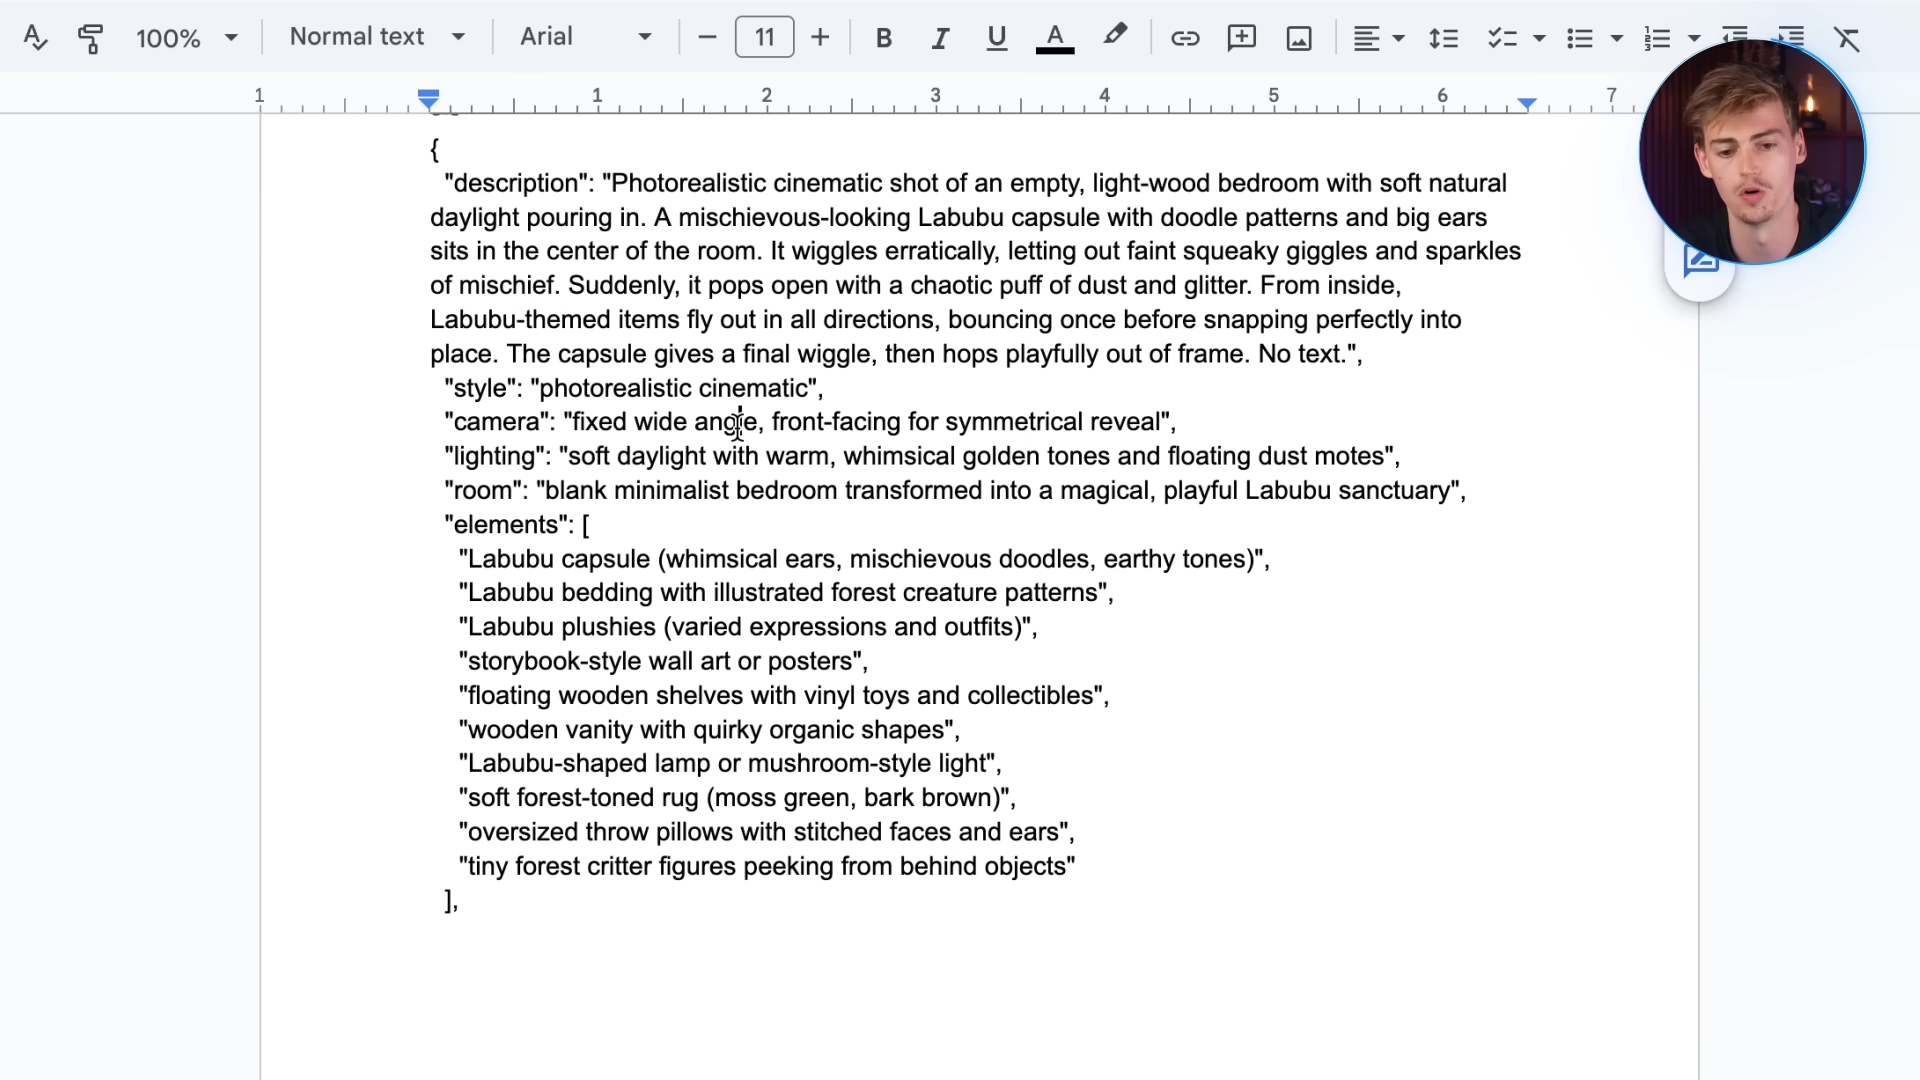 100% Normal text Arial 11 B I U A
1 1 2 3 4 5 6 7
{
"description": "Photorealistic cinematic shot of an empty, light-wood bedroom with soft natural
daylight pouring in. A mischievous-looking Labubu capsule with doodle patterns and big ears
sits in the center of the room. It wiggles erratically, letting out faint squeaky giggles and sparkles
of mischief. Suddenly, it pops open with a chaotic puff of dust and glitter. From inside,
Labubu-themed items fly out in all directions, bouncing once before snapping perfectly into
place. The capsule gives a final wiggle, then hops playfully out of frame. No text.",
"style": "photorealistic cinematic",
"camera": "fixed wide angle, front-facing for symmetrical reveal",
"lighting": "soft daylight with warm, whimsical golden tones and floating dust motes",
"room": "blank minimalist bedroom transformed into a magical, playful Labubu sanctuary",
"elements": [
"Labubu capsule (whimsical ears, mischievous doodles, earthy tones)",
"Labubu bedding with illustrated forest creature patterns",
"Labubu plushies (varied expressions and outfits)",
"storybook-style wall art or posters",
"floating wooden shelves with vinyl toys and collectibles",
"wooden vanity with quirky organic shapes",
"Labubu-shaped lamp or mushroom-style light",
"soft forest-toned rug (moss green, bark brown)",
"oversized throw pillows with stitched faces and ears",
"tiny forest critter figures peeking from behind objects"
],